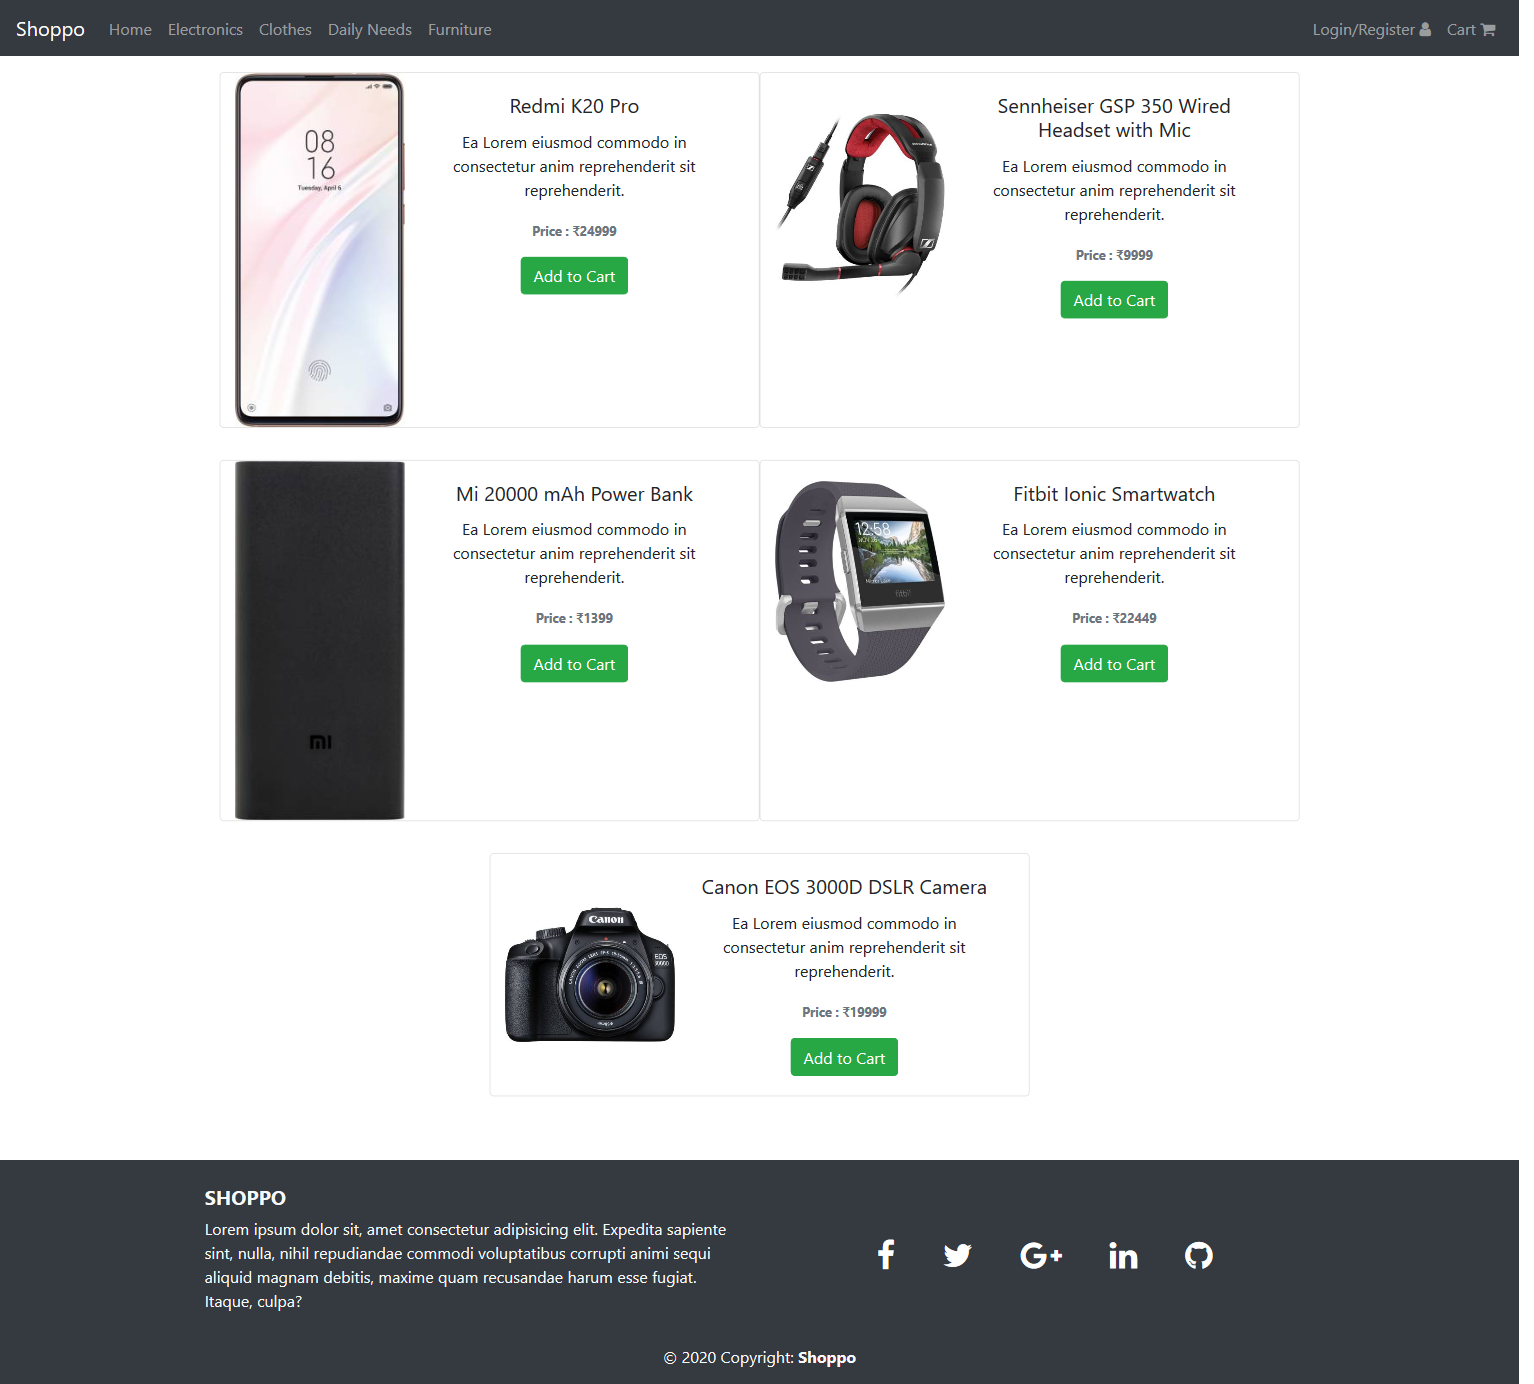 Shoppo Home Electronics Clothes Daily Needs Furniture Login/Register Cart
08
16
Tuesday, April 6
Redmi K20 Pro
Ea Lorem eiusmod commodo in
consectetur anim reprehenderit sit
reprehenderit.
Price : ₹24999
Add to Cart
Sennheiser GSP 350 Wired
Headset with Mic
Ea Lorem eiusmod commodo in
consectetur anim reprehenderit sit
reprehenderit.
Price : ₹9999
Add to Cart
mi
Mi 20000 mAh Power Bank
Ea Lorem eiusmod commodo in
consectetur anim reprehenderit sit
reprehenderit.
Price : ₹1399
Add to Cart
12:58
fitbit
Fitbit Ionic Smartwatch
Ea Lorem eiusmod commodo in
consectetur anim reprehenderit sit
reprehenderit.
Price : ₹22449
Add to Cart
Canon
EOS
3000D
Canon EOS 3000D DSLR Camera
Ea Lorem eiusmod commodo in
consectetur anim reprehenderit sit
reprehenderit.
Price : ₹19999
Add to Cart
SHOPPO
Lorem ipsum dolor sit, amet consectetur adipisicing elit. Expedita sapiente
sint, nulla, nihil repudiandae commodi voluptatibus corrupti animi sequi
aliquid magnam debitis, maxime quam recusandae harum esse fugiat.
Itaque, culpa?
© 2020 Copyright: Shoppo